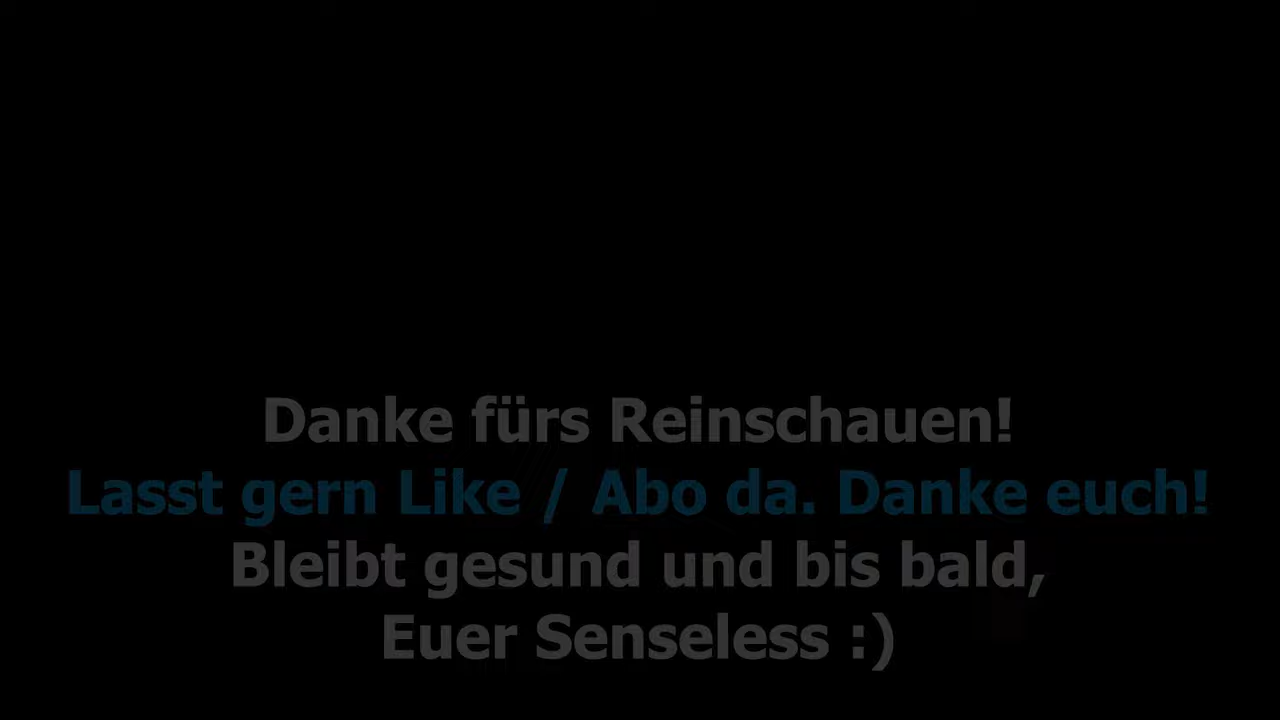 Danke fürs Reinschauen!
Lasst gern Like / Abo da. Danke euch!
Bleibt gesund und bis bald,
Euer Senseless :)